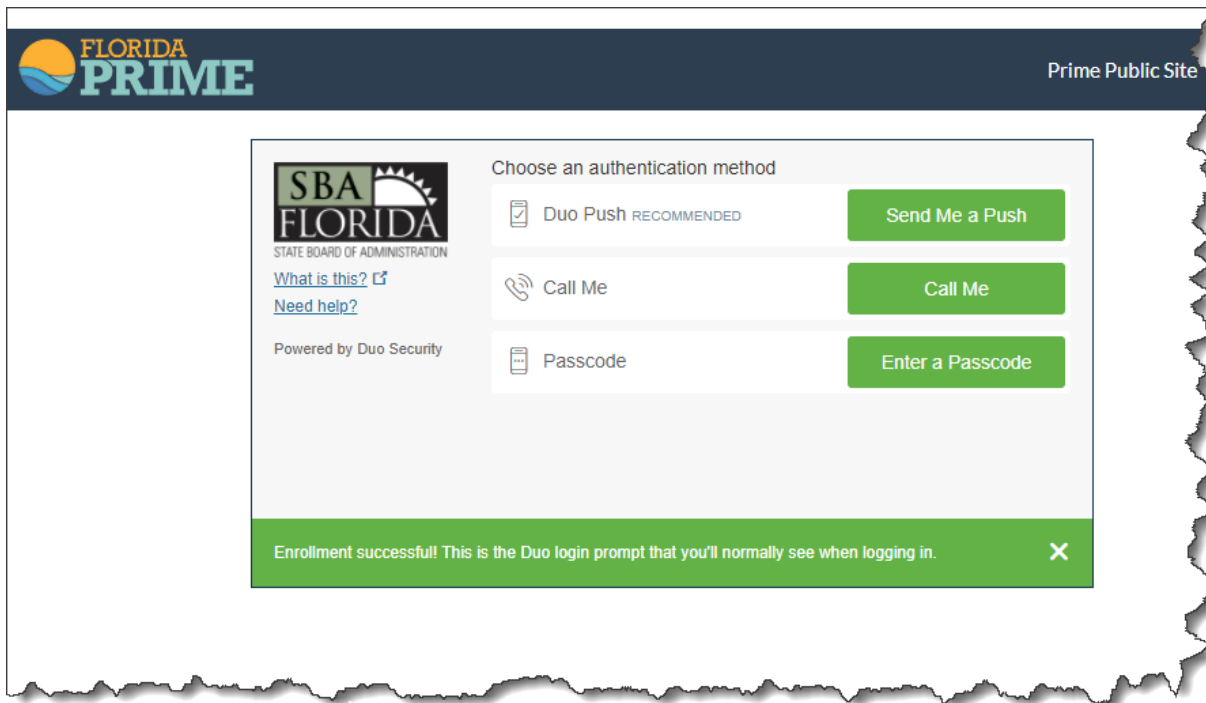 FLORIDA
PRIME
Prime Public Site
SBA
FLORIDA
STATE BOARD OF ADMINISTRATION
What is this?
Need help?
Powered by Duo Security
Choose an authentication method
Duo Push RECOMMENDED
Send Me a Push
Call Me
Call Me
Passcode
Enter a Passcode
Enrollment successful! This is the Duo login prompt that you'll normally see when logging in.